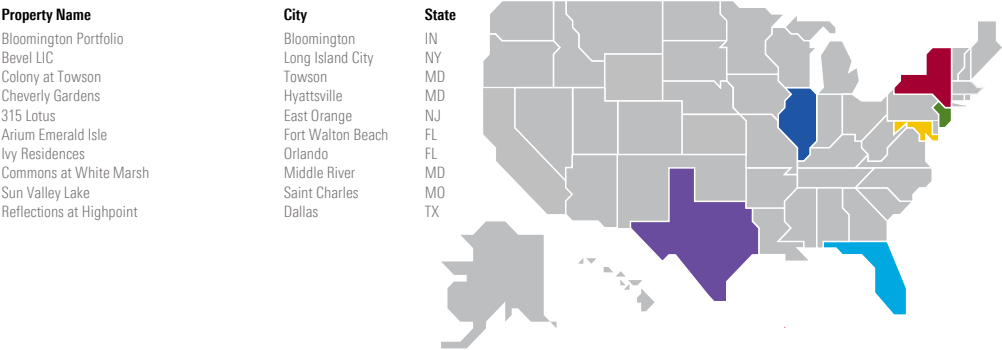 Property Name City State
Bloomington Portfolio Bloomington IN
Bevel LIC Long Island City NY
Colony at Towson Towson MD
Cheverly Gardens Hyattsville MD
315 Lotus East Orange NJ
Arium Emerald Isle Fort Walton Beach FL
Ivy Residences Orlando FL
Commons at White Marsh Middle River MD
Sun Valley Lake Saint Charles MO
Reflections at Highpoint Dallas TX